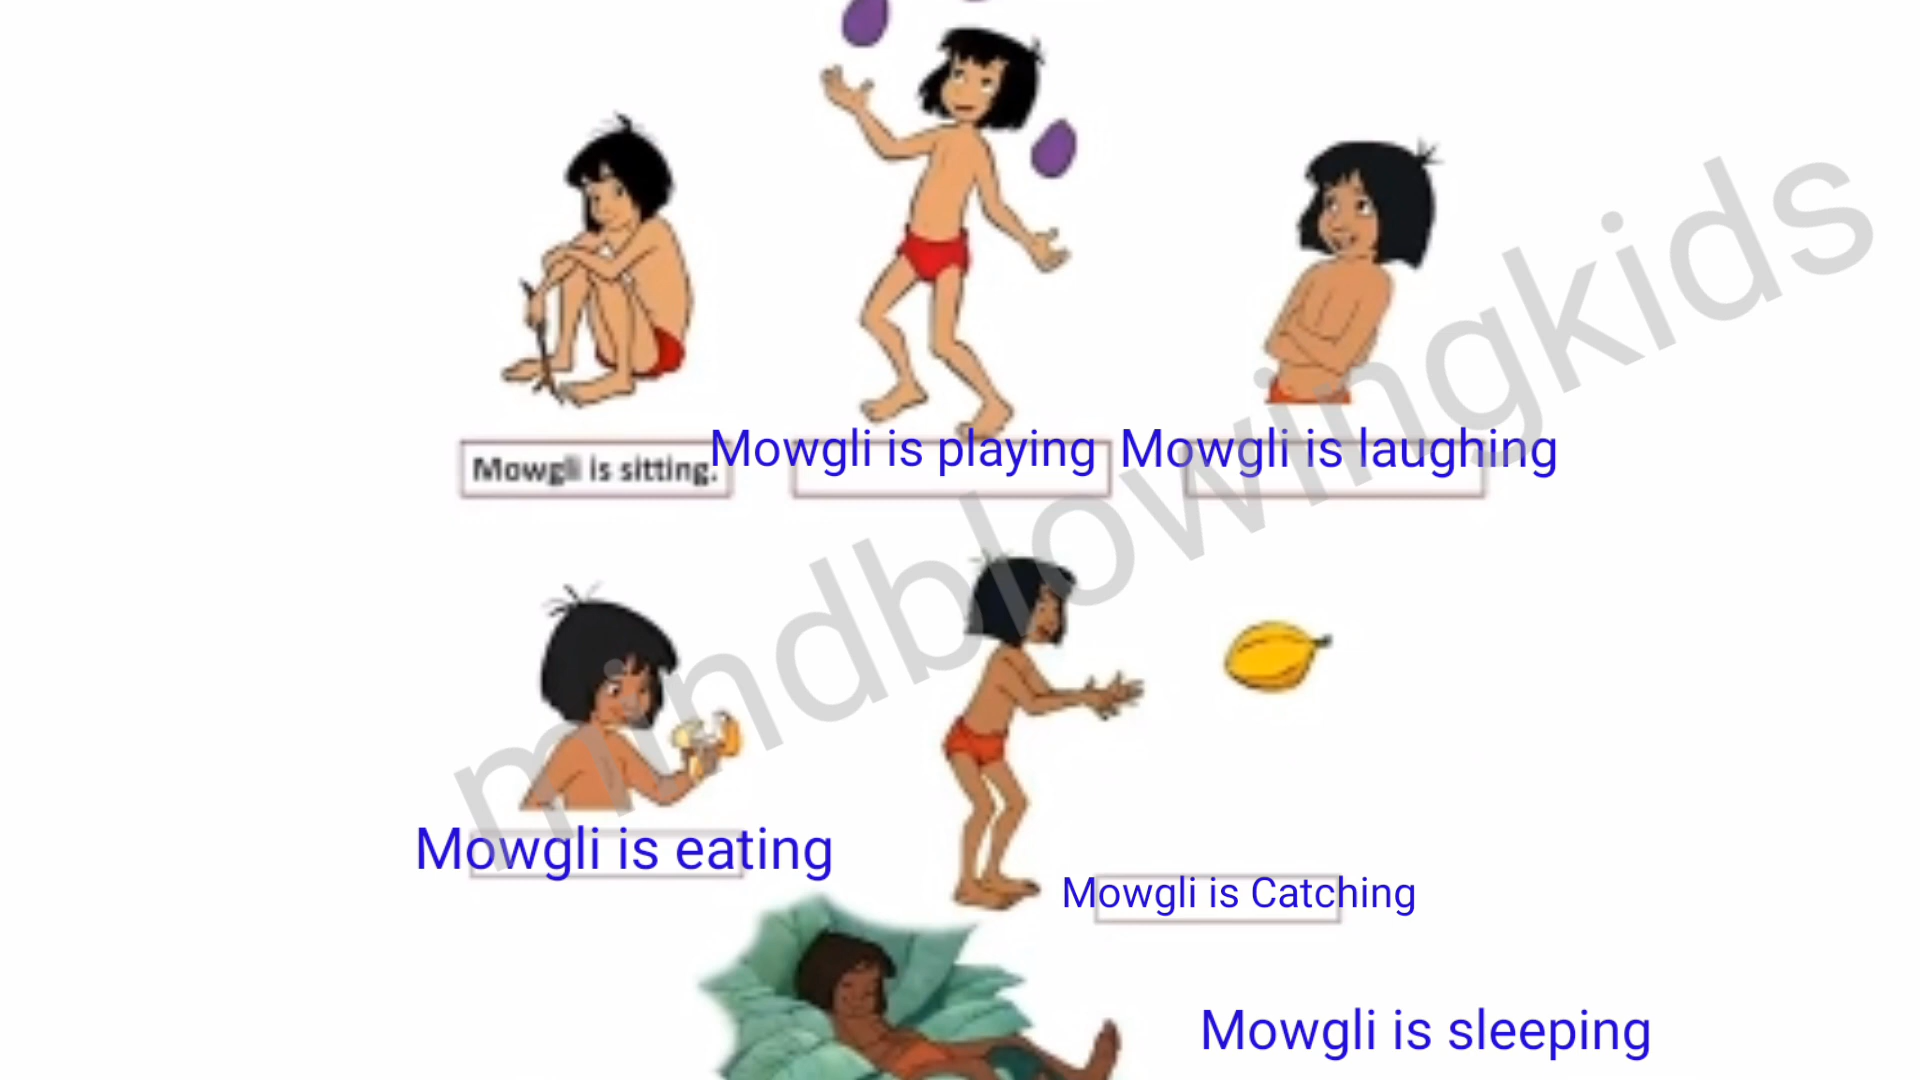 Mowgli is sitting.
Mowgli is playing
Mowgli is laughing
Mowgli is eating
Mowgli is Catching
Mowgli is sleeping
mindblowingkids